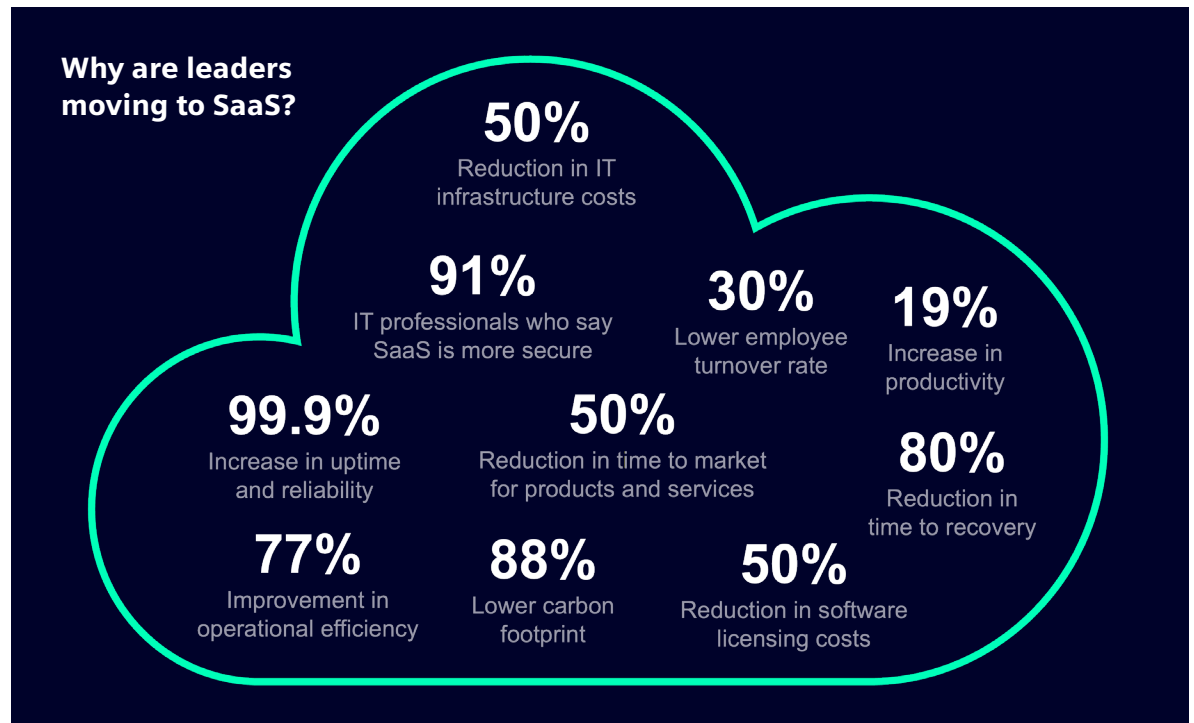 Why are leaders
moving to SaaS?
50%
Reduction in IT
infrastructure costs
91%
IT professionals who say
SaaS is more secure
30%
Lower employee
turnover rate
19%
Increase in
productivity
99.9%
Increase in uptime
and reliability
50%
Reduction in time to market
for products and services
80%
Reduction in
time to recovery
77%
Improvement in
operational efficiency
88%
Lower carbon
footprint
50%
Reduction in software
licensing costs